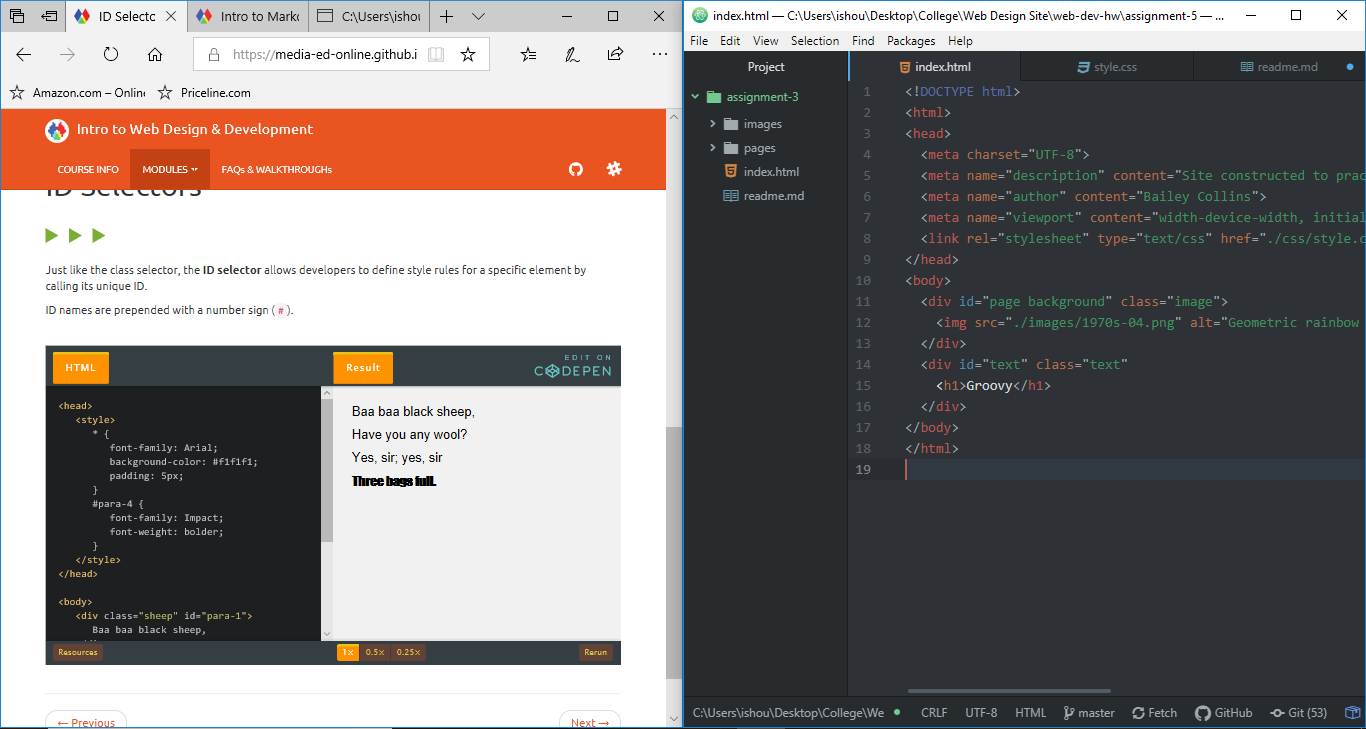 ID Selectc
Intro to Marko
C:\Users\ishou
https://media-ed-online.github.i
Amazon.com – Online
Priceline.com
Intro to Web Design & Development
COURSE INFO MODULES FAQs & WALKTHROUGHs
ID Selectors
Just like the class selector, the ID selector allows developers to define style rules for a specific element by
calling its unique ID.
ID names are prepended with a number sign ( # ).
HTML
Result
EDIT ON
CODEPEN
<head>
<style>
* {
font-family: Arial;
background-color: #f1f1f1;
padding: 5px;
}
#para-4 {
font-family: Impact;
font-weight: bolder;
}
</style>
</head>
<body>
<div class="sheep" id="para-1">
Baa baa black sheep,
Baa baa black sheep,
Have you any wool?
Yes, sir; yes, sir
Three bags full.
Resources
1× 0.5× 0.25×
Rerun
← Previous
Next →
index.html — C:\Users\ishou\Desktop\College\Web Design Site\web-dev-hw\assignment-5 — ...
File Edit View Selection Find Packages Help
Project
assignment-3
images
pages
index.html
readme.md
index.html
style.css
readme.md
1 <!DOCTYPE html>
2 <html>
3 <head>
4 <meta charset="UTF-8">
5 <meta name="description" content="Site constructed to prac
6 <meta name="author" content="Bailey Collins">
7 <meta name="viewport" content="width-device-width, initial
8 <link rel="stylesheet" type="text/css" href="./css/style.c
9 </head>
10 <body>
11 <div id="page background" class="image">
12 <img src="./images/1970s-04.png" alt="Geometric rainbow
13 </div>
14 <div id="text" class="text"
15 <h1>Groovy</h1>
16 </div>
17 </body>
18 </html>
19
C:\Users\ishou\Desktop\College\We
CRLF UTF-8 HTML master Fetch GitHub Git (53)